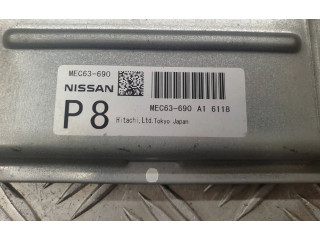 MEC63-690
NISSAN
P8
MEC63-690 A1 6118
Hitachi,Ltd.Tokyo Japan